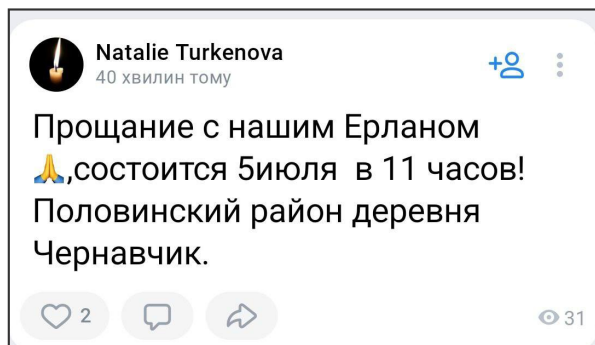 Natalie Turkenova
40 хвилин тому
Прощание с нашим Ерланом
🙏,состоится 5июля в 11 часов!
Половинский район деревня
Чернавчик.
2
31